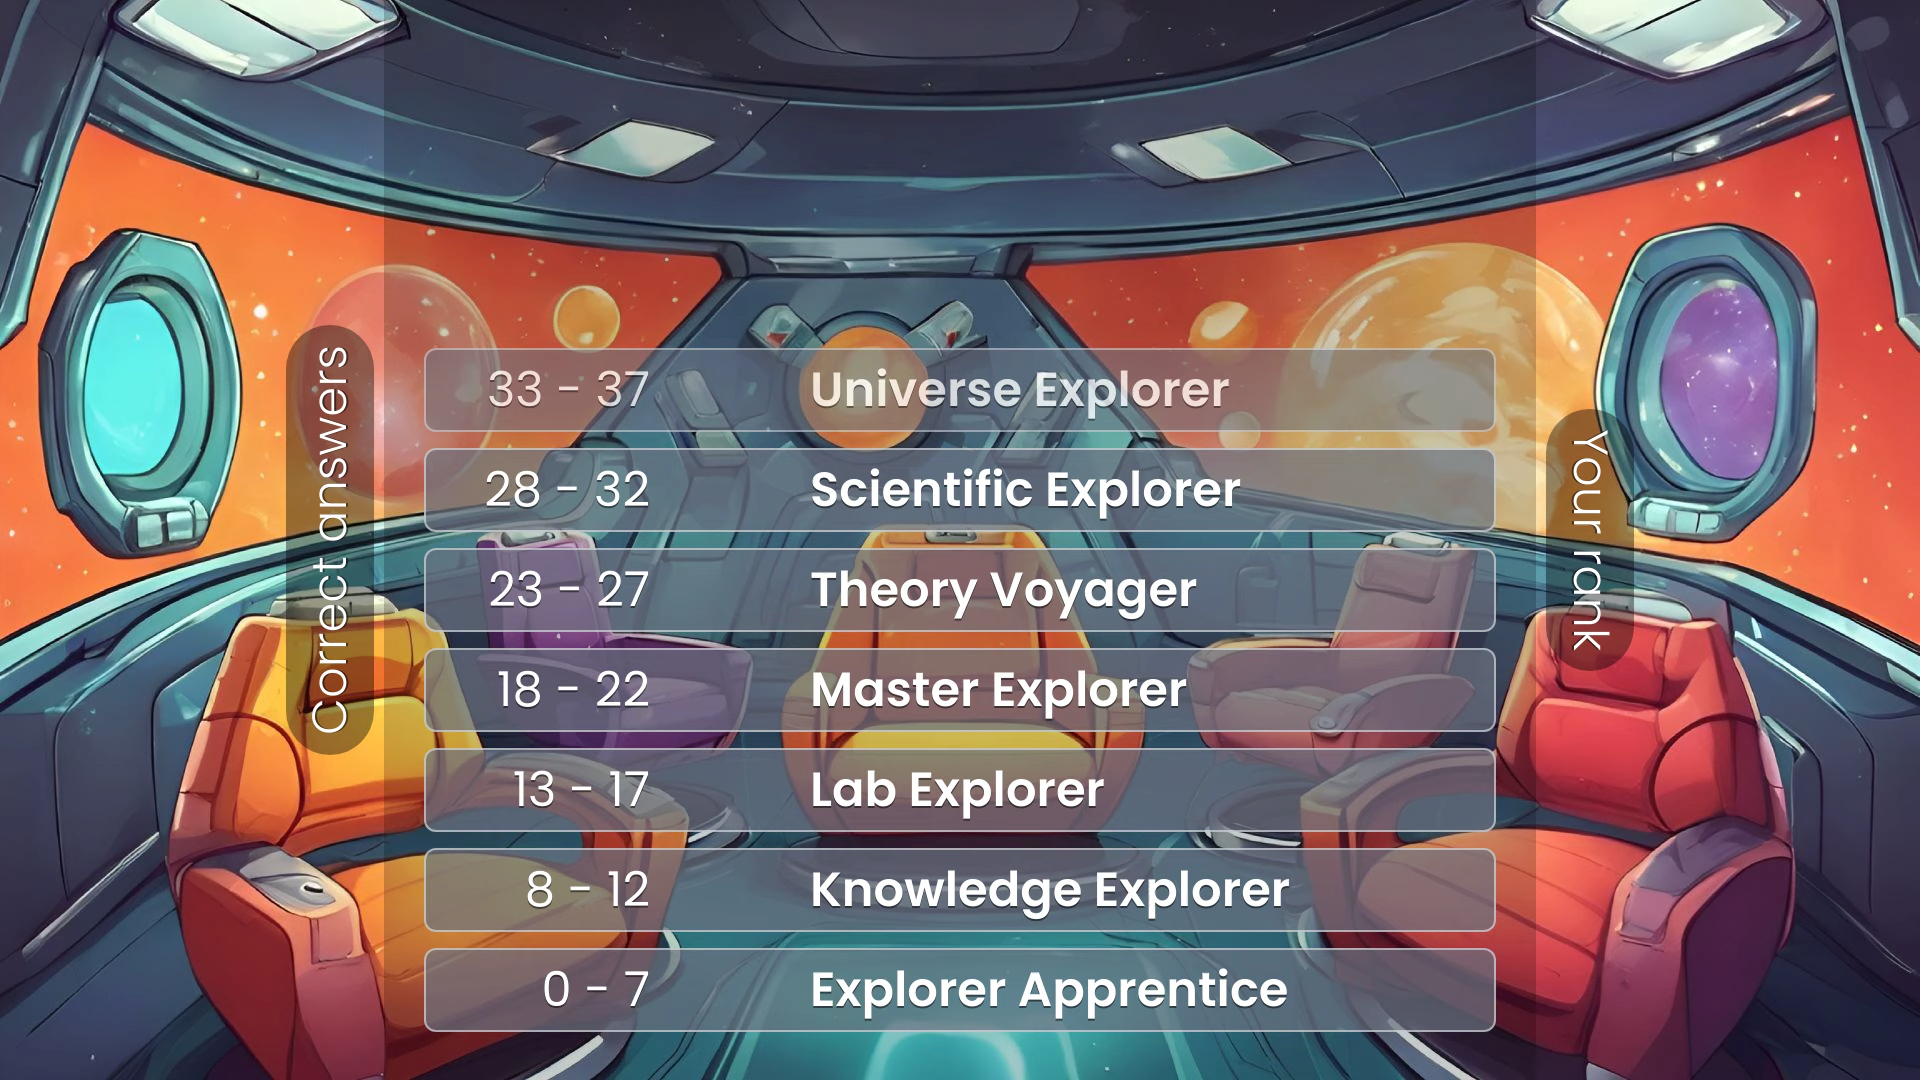 Correct answers
33 - 37 Universe Explorer
28 - 32 Scientific Explorer
23 - 27 Theory Voyager
18 - 22 Master Explorer
13 - 17 Lab Explorer
8 - 12 Knowledge Explorer
0 - 7 Explorer Apprentice
Your rank